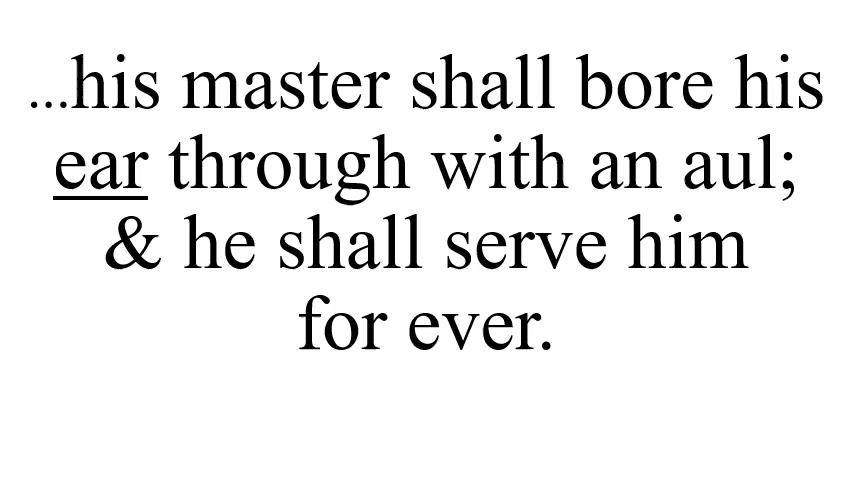 ...his master shall bore his
ear through with an aul;
& he shall serve him
for ever.